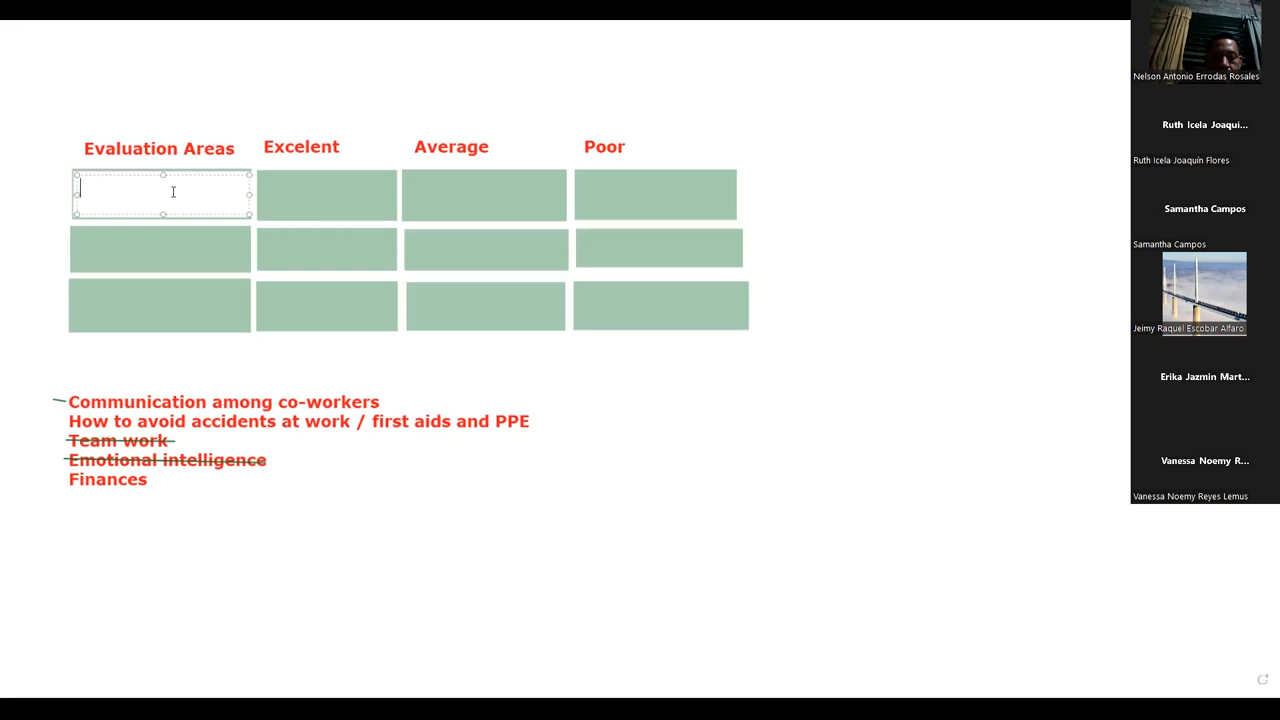 Evaluation Areas Excelent Average Poor
Communication among co-workers
How to avoid accidents at work / first aids and PPE
Team work
Emotional intelligence
Finances
Nelson Antonio Errodas Rosales
Ruth Icela Joaqui...
Ruth Icela Joaquín Flores
Samantha Campos
Samantha Campos
Jeimy Raquel Escobar Alfaro
Erika Jazmin Mart...
Vanessa Noemy R...
Vanessa Noemy Reyes Lemus